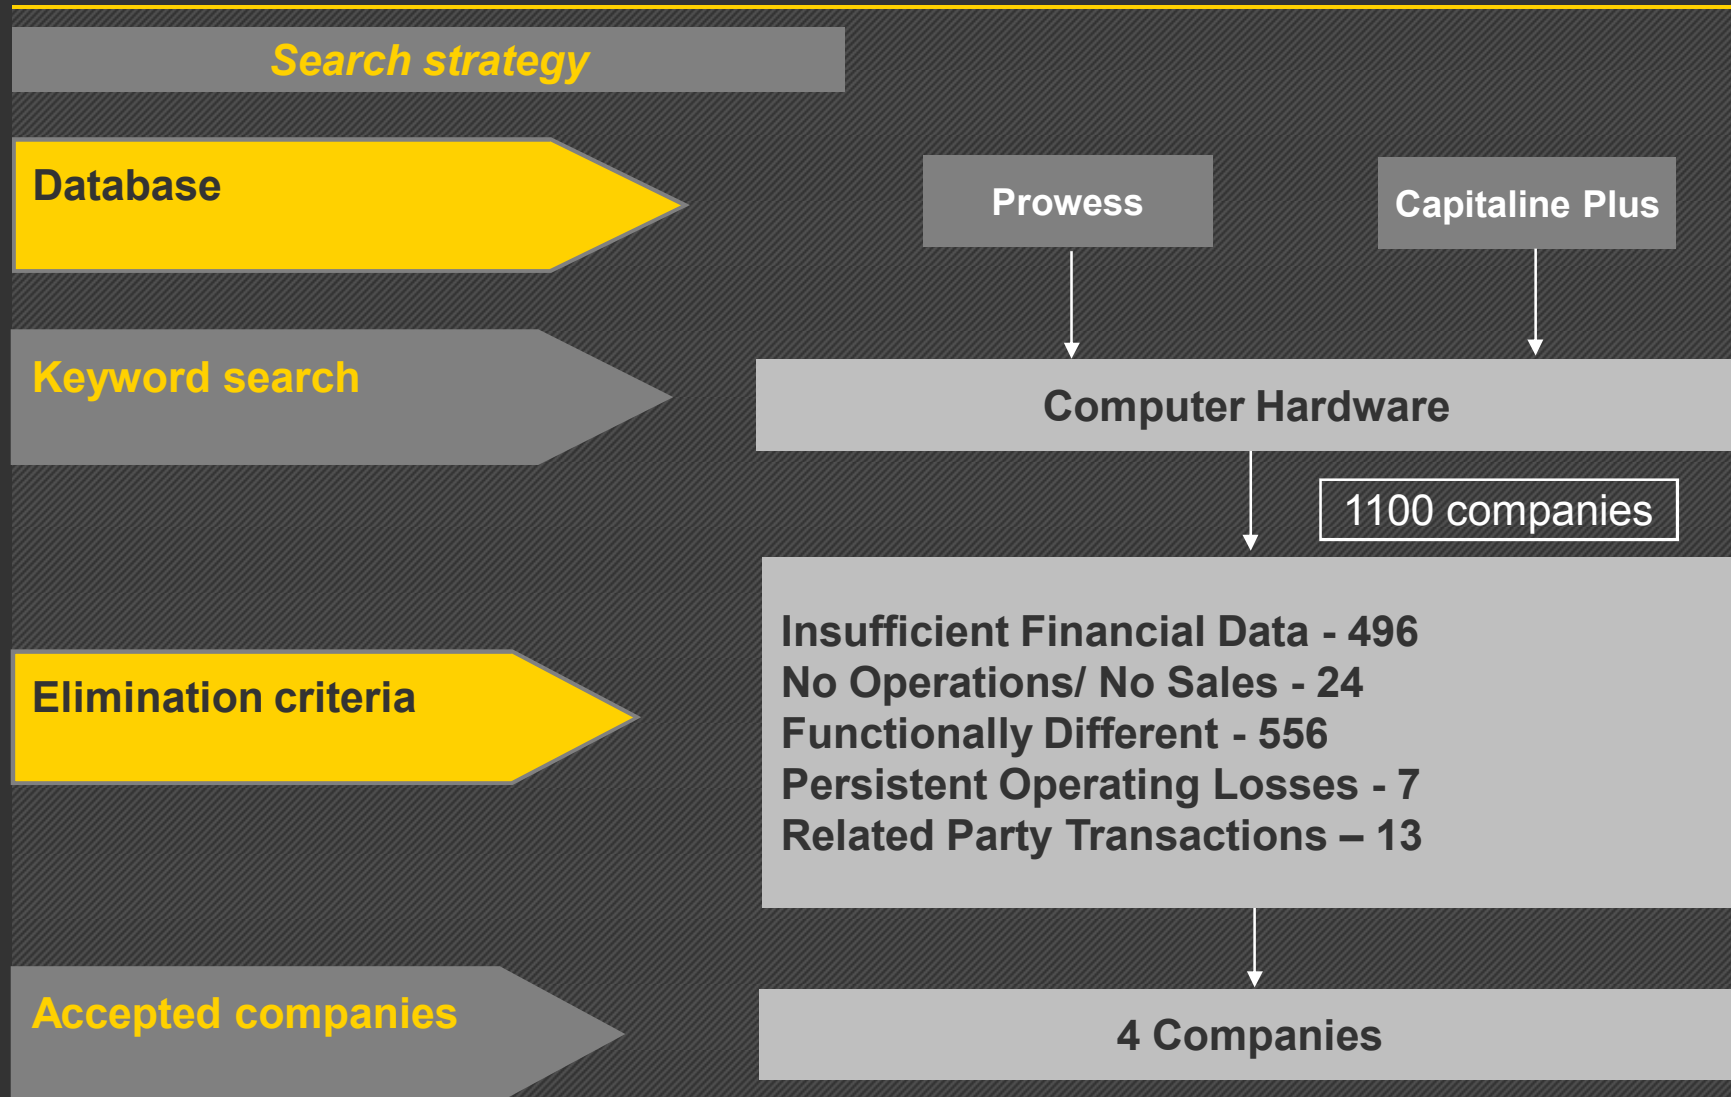 Search strategy
Database
Prowess
Capitaline Plus
Keyword search
Computer Hardware
1100 companies
Elimination criteria
Insufficient Financial Data - 496
No Operations/ No Sales - 24
Functionally Different - 556
Persistent Operating Losses - 7
Related Party Transactions – 13
Accepted companies
4 Companies